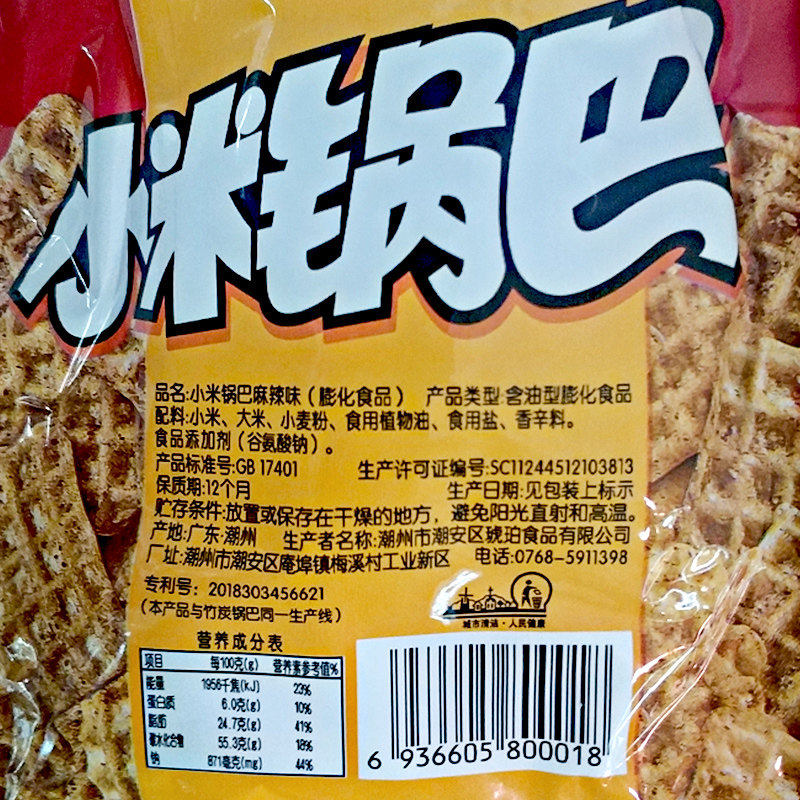 小米锅巴
品名:小米锅巴麻辣味（膨化食品） 产品类型:含油型膨化食品
配料:小米、大米、小麦粉、食用植物油、食用盐、香辛料。
食品添加剂（谷氨酸钠）。
产品标准号:GB 17401 生产许可证编号:SC11244512103813
保质期:12个月 生产日期:见包装上标示
贮存条件:放置或保存在干燥的地方，避免阳光直射和高温。
产地:广东·潮州 生产者名称:潮州市潮安区琥珀食品有限公司
厂址:潮州市潮安区庵埠镇梅溪村工业新区 电话:0768-5911398
专利号：2018303456621
（本产品与竹炭锅巴同一生产线）
城市清洁·人民健康
营养成分表
项目 每100克(g) 营养素参考值%
能量 1956千焦(KJ) 23%
蛋白质 6.0克(g) 10%
脂肪 24.7克(g) 41%
碳水化合物 55.3克(g) 18%
钠 871毫克(mg) 44%
6 936605 800018